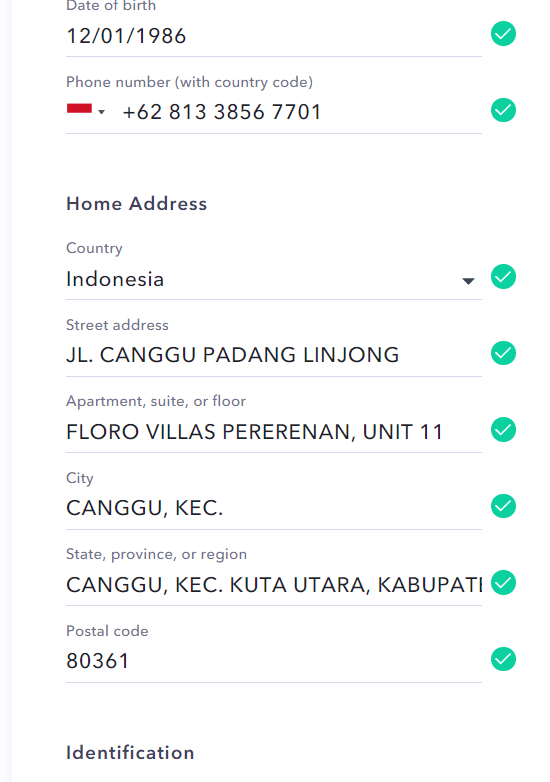 Date of birth
12/01/1986
Phone number (with country code)
+62 813 3856 7701
Home Address
Country
Indonesia
Street address
JL. CANGGU PADANG LINJONG
Apartment, suite, or floor
FLORO VILLAS PERERENAN, UNIT 11
City
CANGGU, KEC.
State, province, or region
CANGGU, KEC. KUTA UTARA,
Postal code
80361
Identification